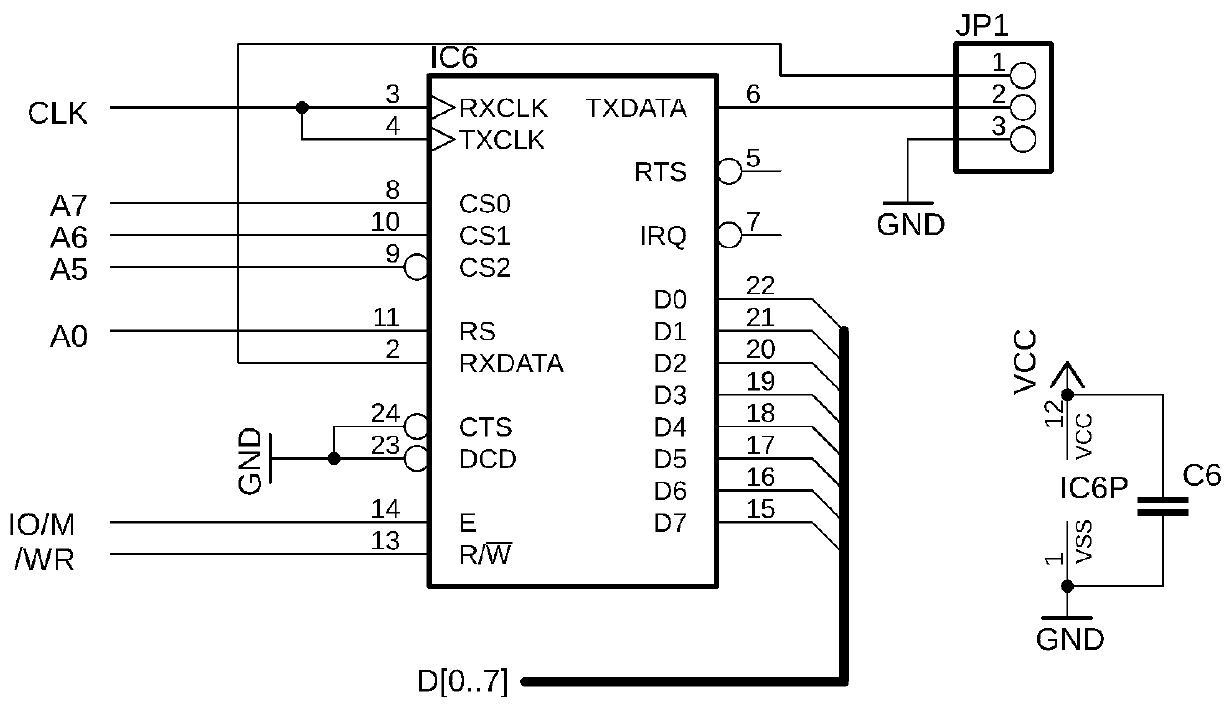 JP1
IC6
1
CLK 3 RXCLK TXDATA 6 2
4 TXCLK 3
RTS 5
A7 8 CS0
GND
A6 10 CS1 IRQ 7
A5 9 CS2
D0 22
A0 11 RS D1 21
2 RXDATA D2 20
VCC
D3 19
12 VCC
24 CTS D4 18
GND 23 DCD D5 17
C6
IC6P
D6 16
IO/M 14 E D7 15
/WR 13 R/W
1 VSS
GND
D[0..7]